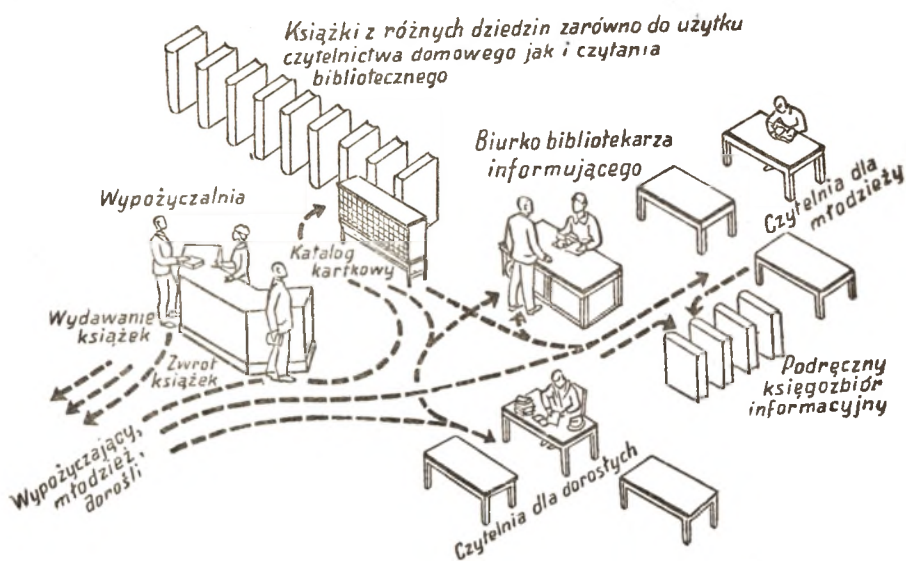 Książki z różnych dziedzin zarówno do użytku
czytelnictwa domowego jak i czytania
bibliotecznego
Biurko bibliotekarza
informującego
Czytelnia dla
młodzieży
Wypożyczalnia
Katalog
kartkowy
Wydawanie
książek
Zwrot
książek
Podręczny
księgozbiór
informacyjny
Wypożyczający,
młodzież,
dorośli
Czytelnia dla dorosłych